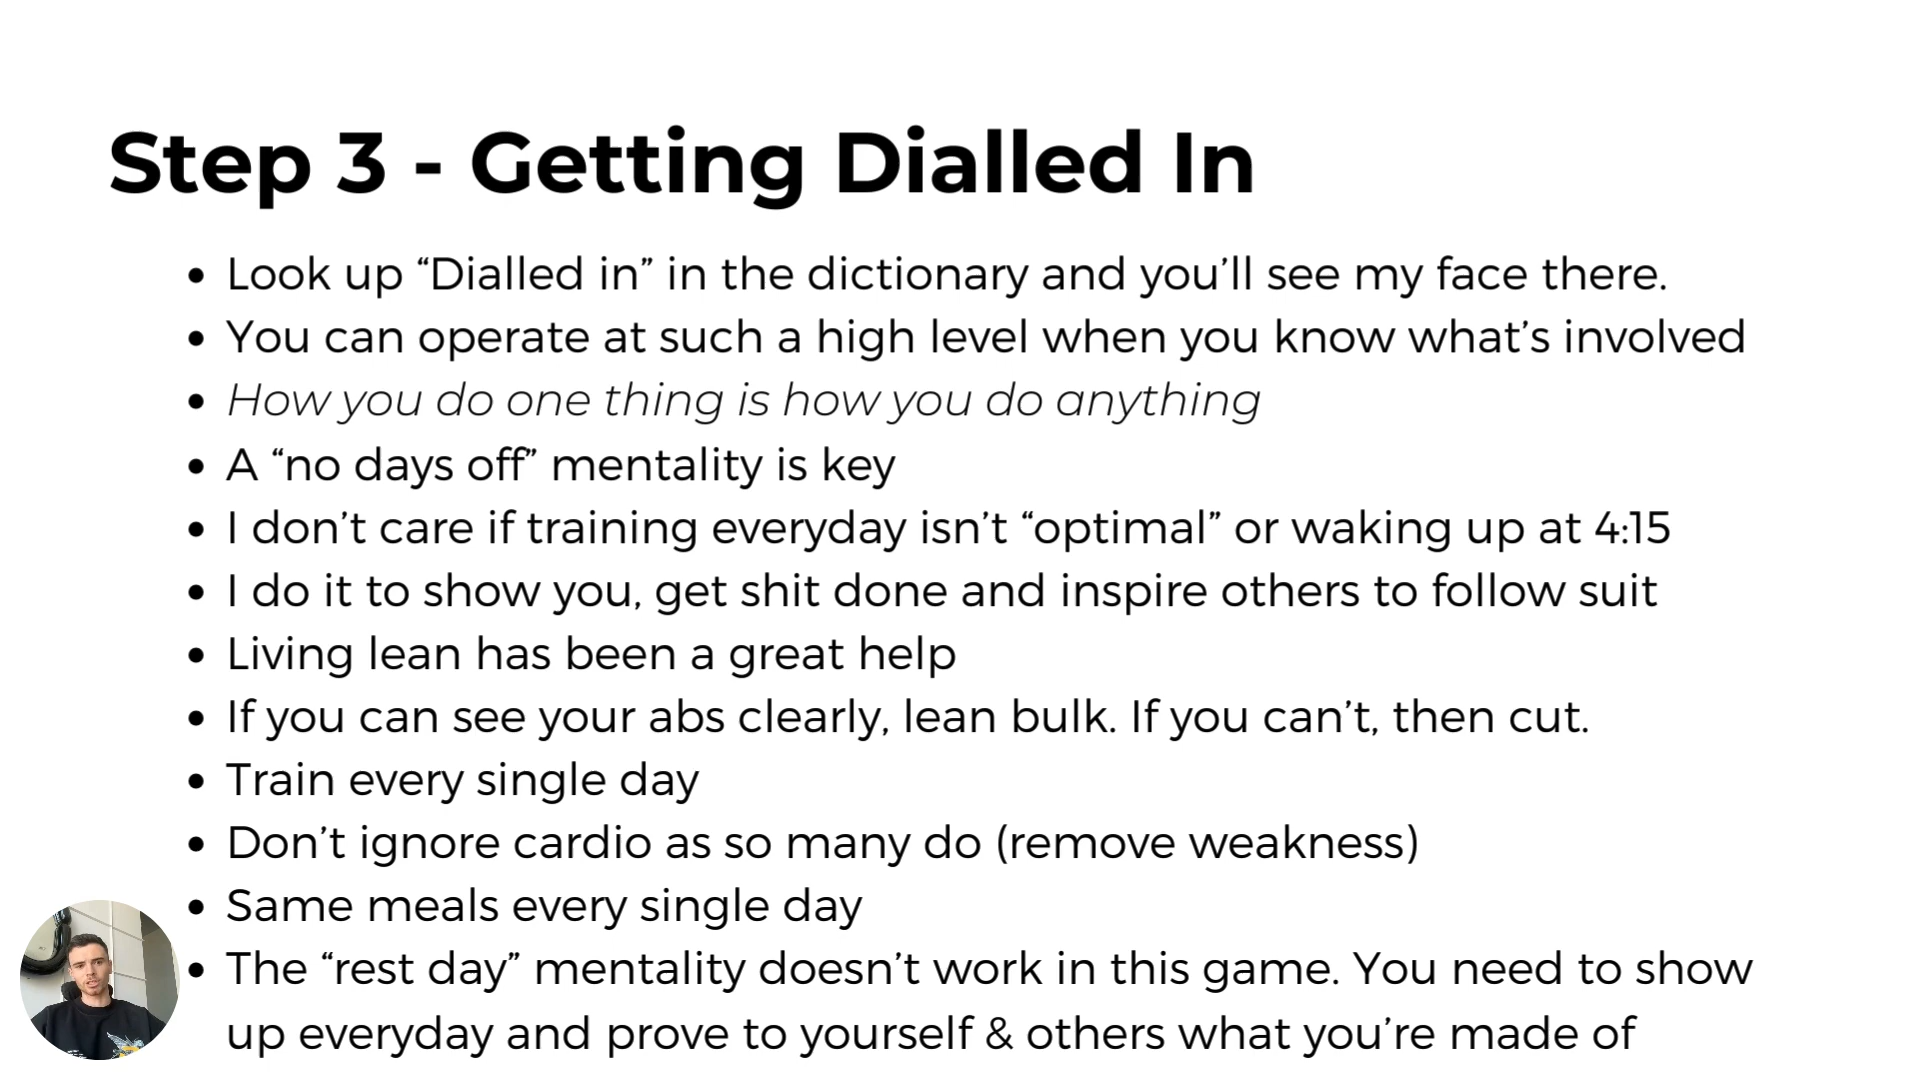 Step 3 - Getting Dialled In
• Look up “Dialled in” in the dictionary and you’ll see my face there.
• You can operate at such a high level when you know what’s involved
• How you do one thing is how you do anything
• A “no days off” mentality is key
• I don’t care if training everyday isn’t “optimal” or waking up at 4:15
• I do it to show you, get shit done and inspire others to follow suit
• Living lean has been a great help
• If you can see your abs clearly, lean bulk. If you can’t, then cut.
• Train every single day
• Don’t ignore cardio as so many do (remove weakness)
• Same meals every single day
• The “rest day” mentality doesn’t work in this game. You need to show
up everyday and prove to yourself & others what you’re made of